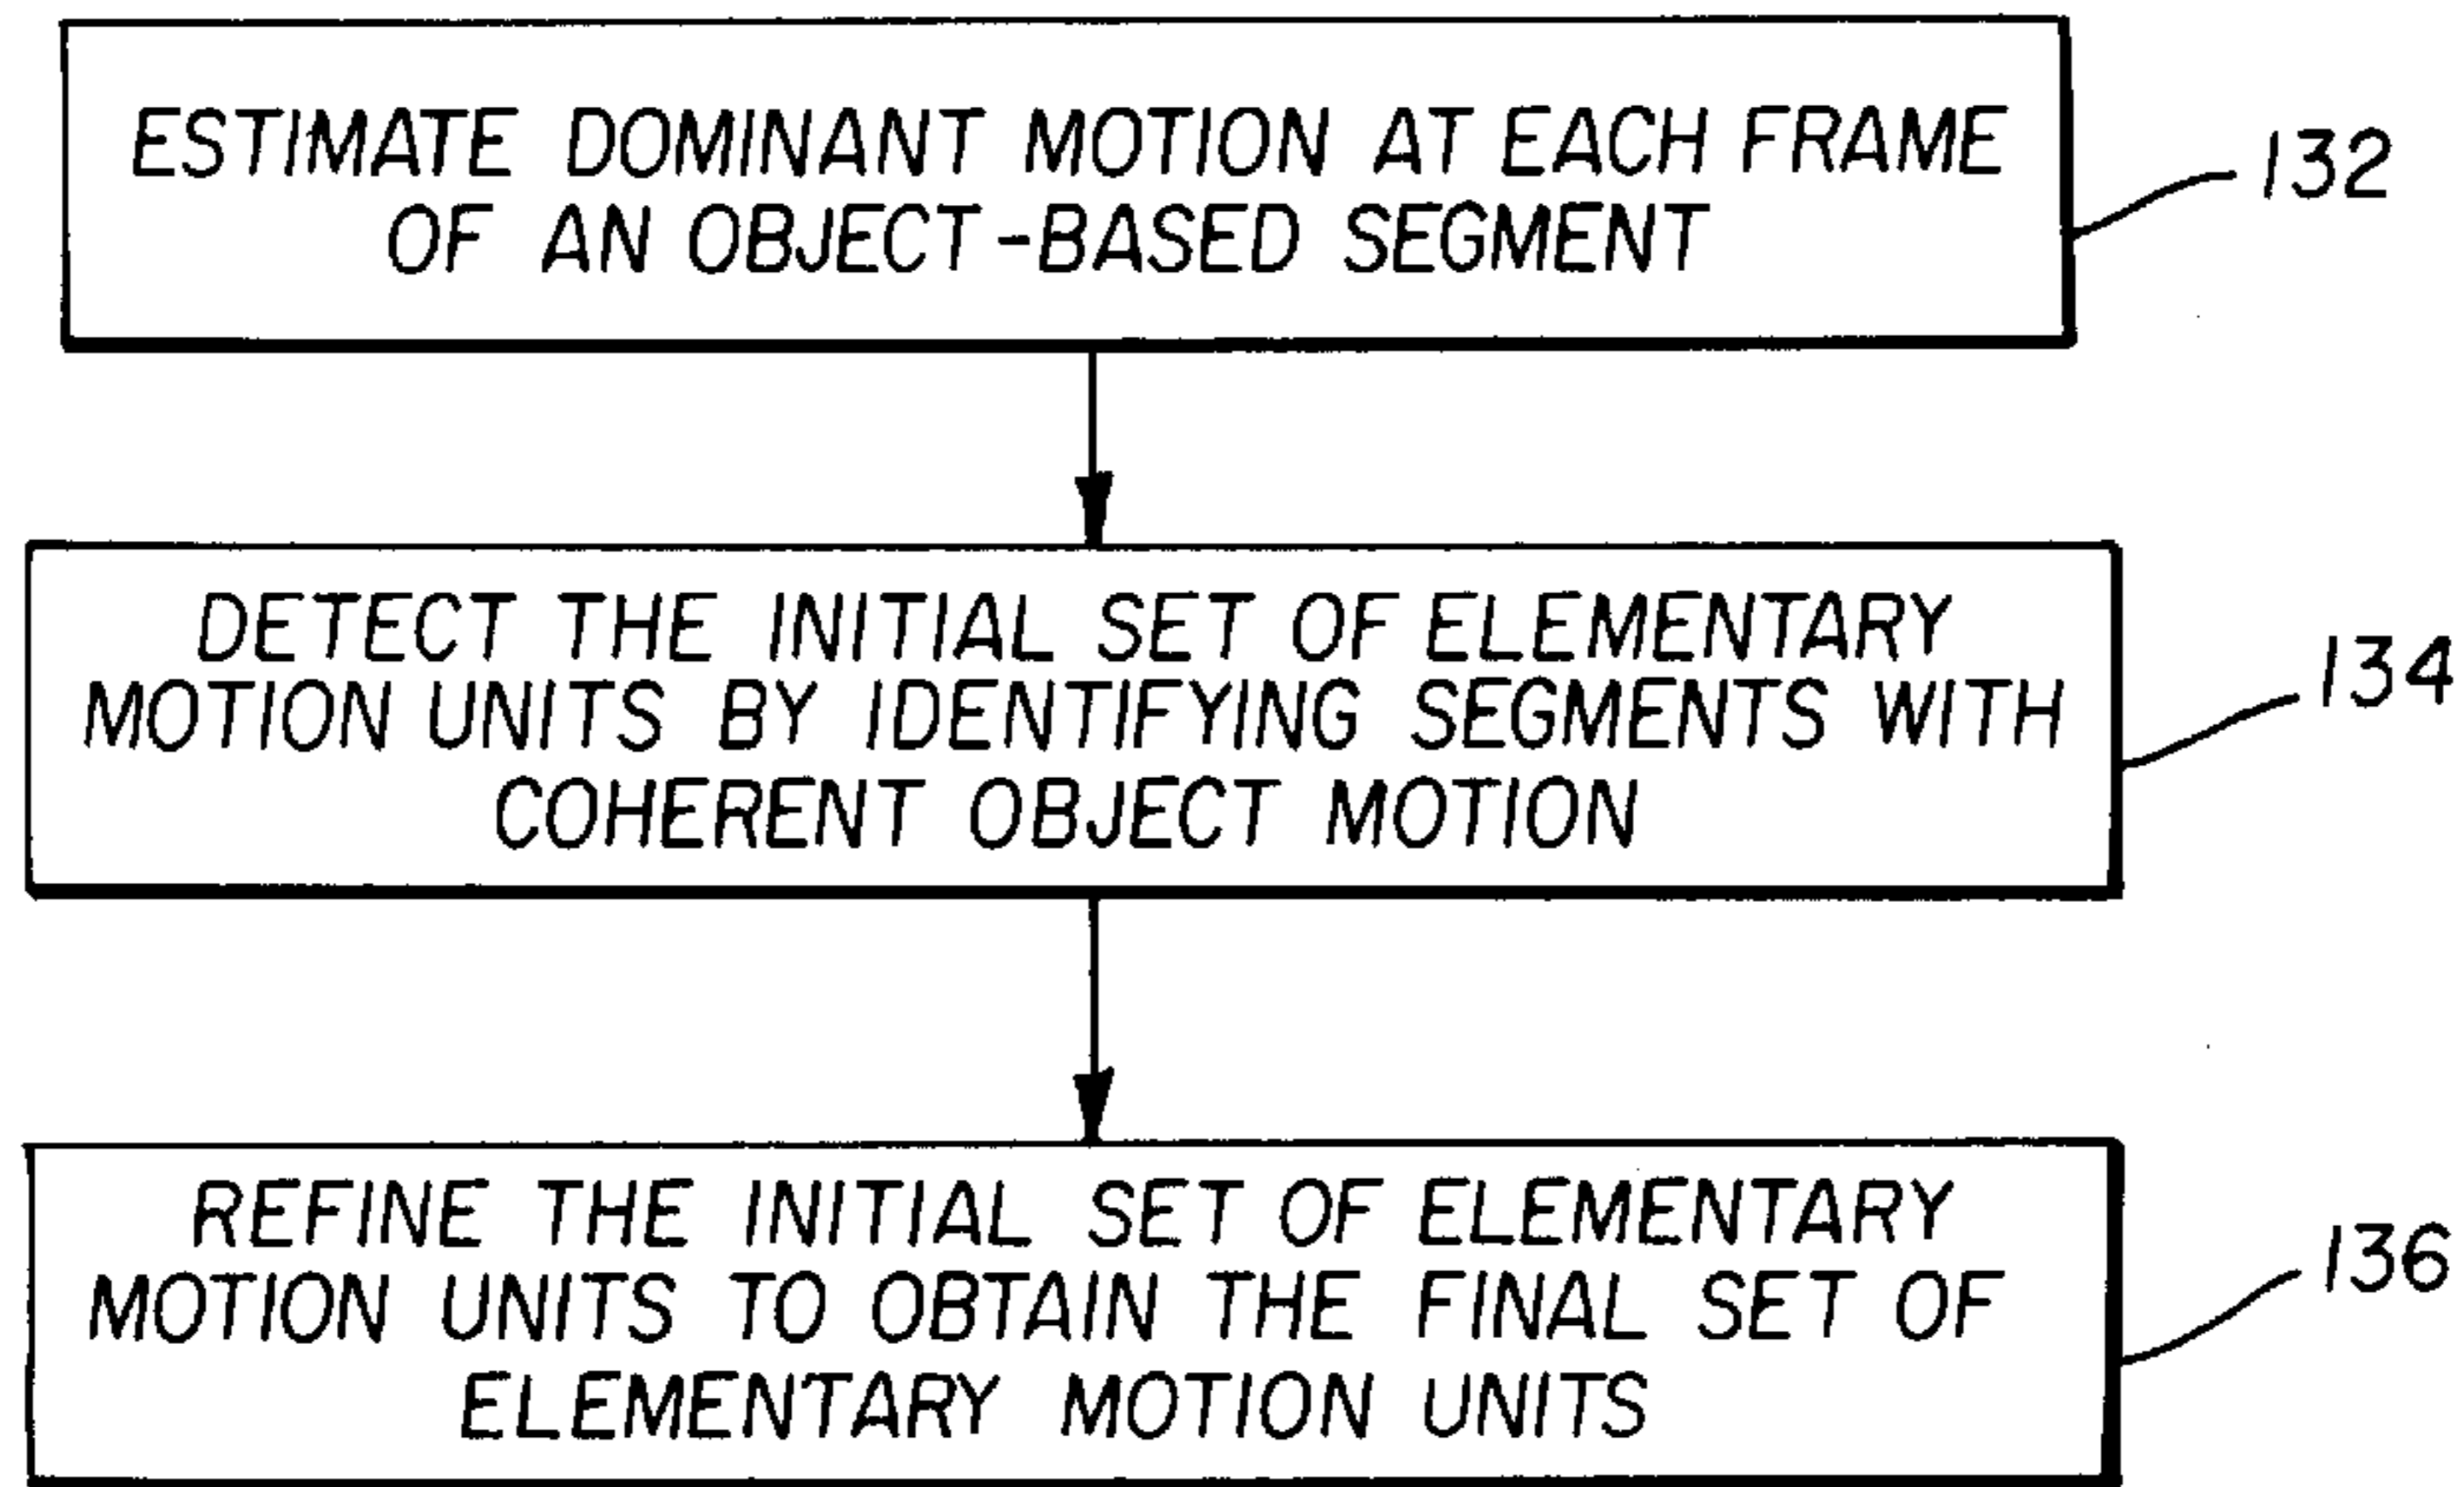 ESTIMATE DOMINANT MOTION AT EACH FRAME
OF AN OBJECT-BASED SEGMENT
132
DETECT THE INITIAL SET OF ELEMENTARY
MOTION UNITS BY IDENTIFYING SEGMENTS WITH
COHERENT OBJECT MOTION
134
REFINE THE INITIAL SET OF ELEMENTARY
MOTION UNITS TO OBTAIN THE FINAL SET OF
ELEMENTARY MOTION UNITS
136